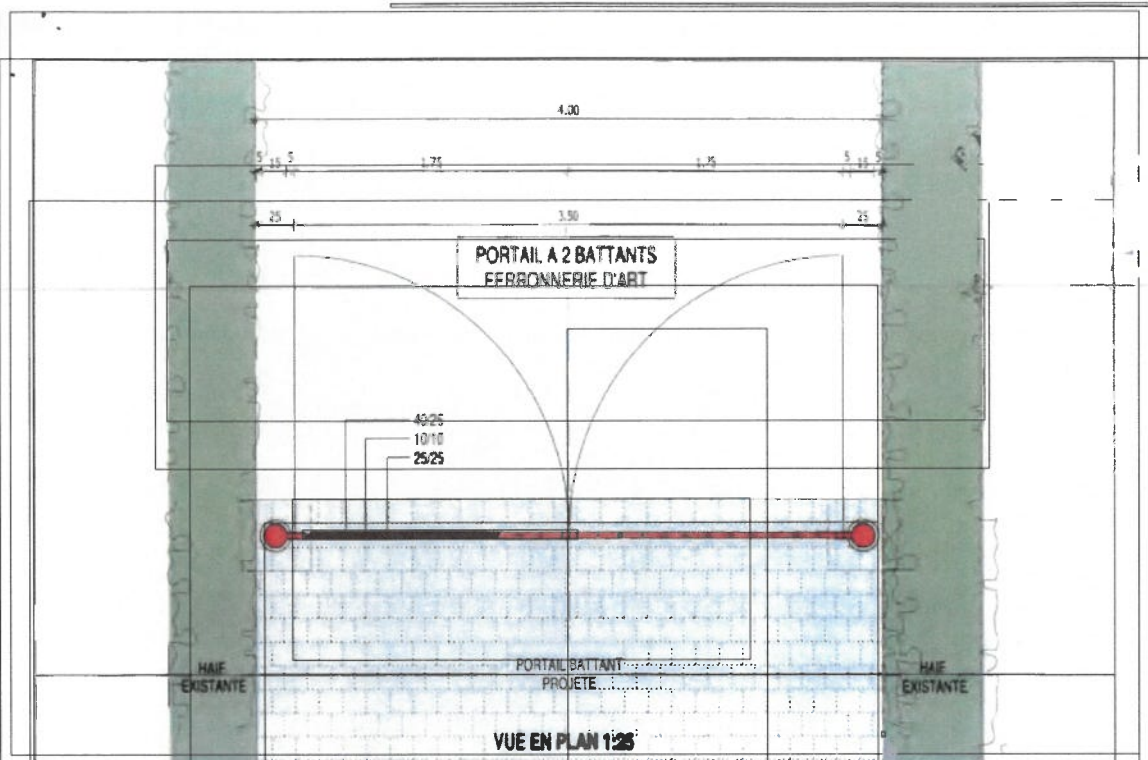 4.00
5 15 5 1.75 1.75 5 15 5
25 3.50 25
PORTAIL A 2 BATTANTS
FERRONNERIE D'ART
40/25
10/10
25/25
PORTAIL BATTANT
PROJETE
HAIE
EXISTANTE
HAIE
EXISTANTE
VUE EN PLAN 1:25